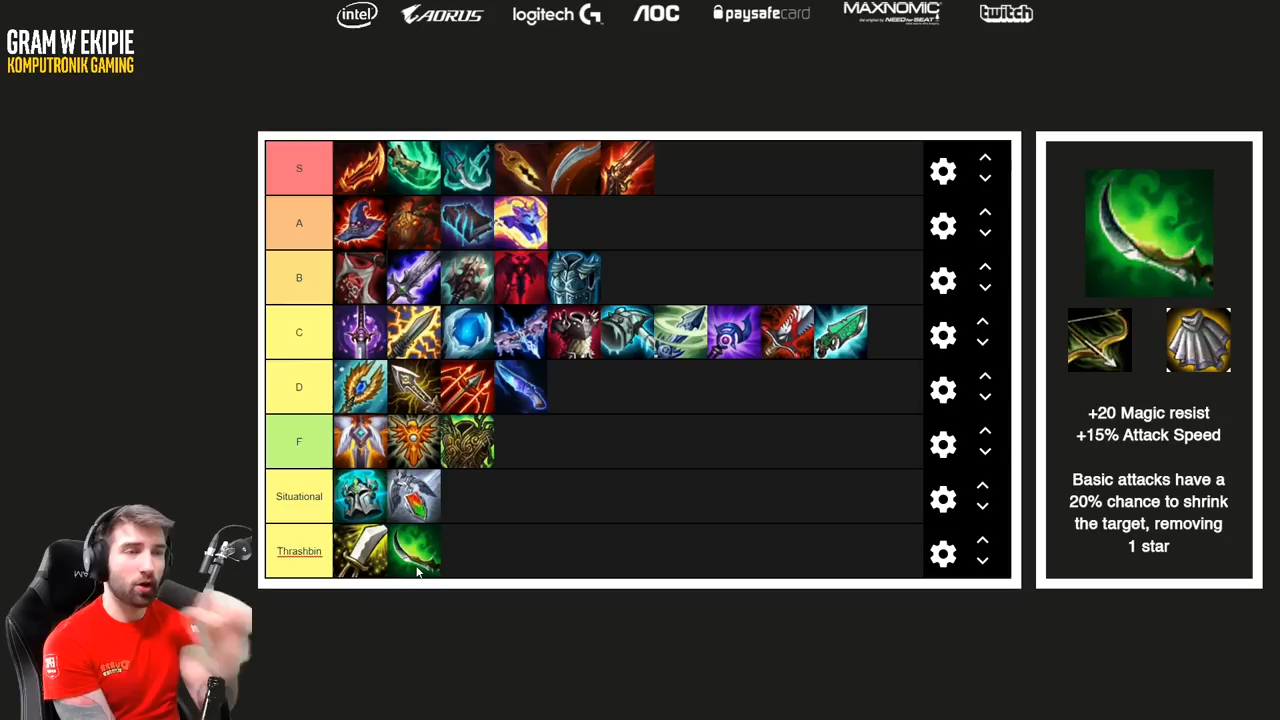 intel
AORUS
logitech G
AOC
paysafecard
MAXNOMIC
twitch
GRAM W EKIPIE
KOMPUTRONIK GAMING
S
A
B
C
D
F
Situational
Thrashbin
+20 Magic resist
+15% Attack Speed
Basic attacks have a
20% chance to shrink
the target, removing
1 star